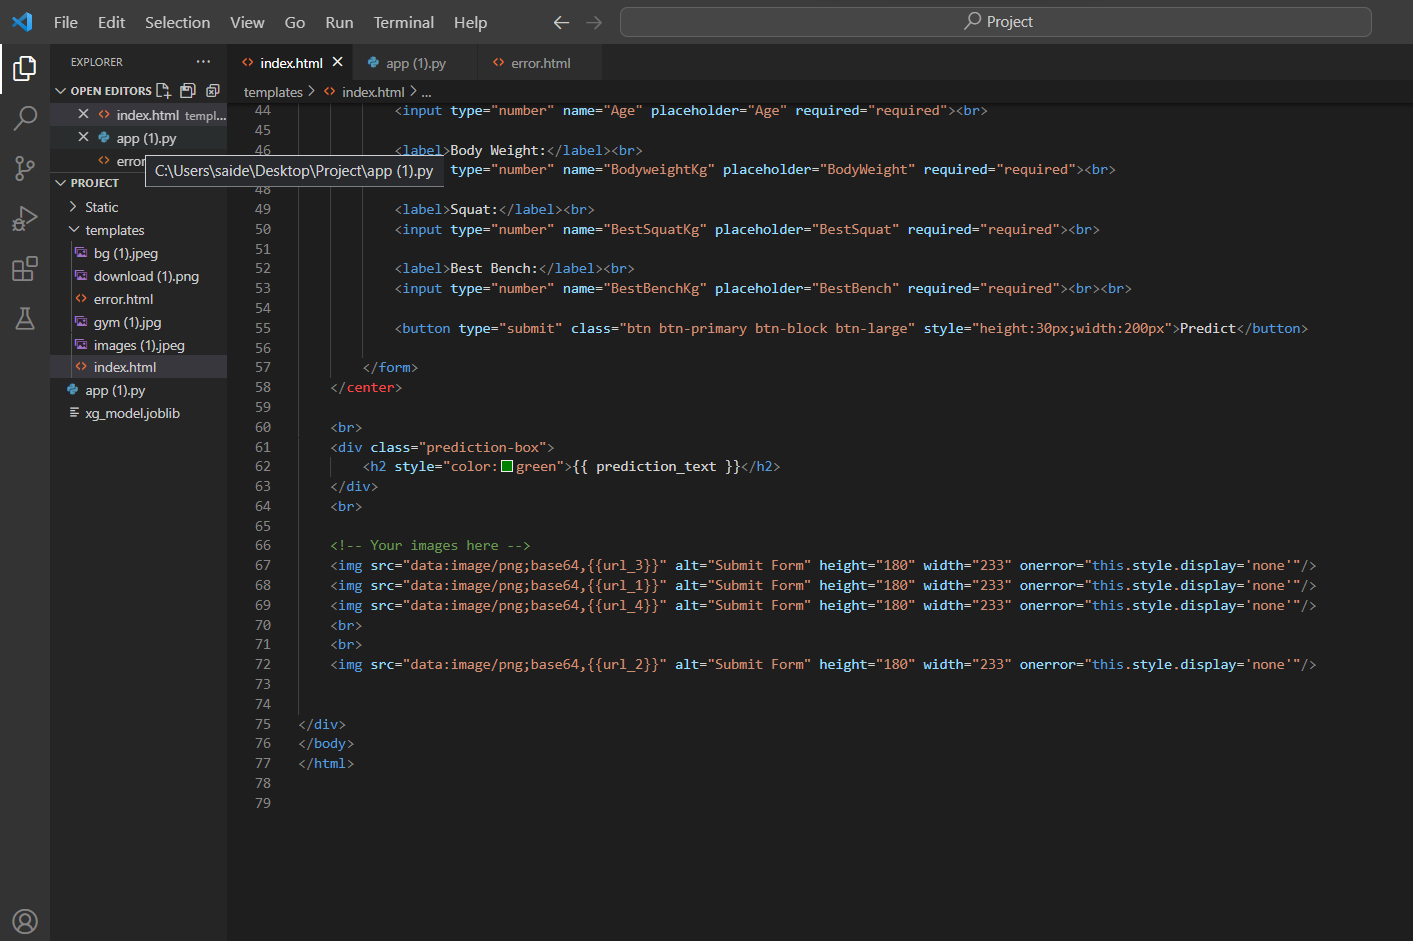 File Edit Selection View Go Run Terminal Help
Project
EXPLORER
index.html
app (1).py
error.html
OPEN EDITORS
templates > index.html > ...
index.html templ...
app (1).py
error
C:\Users\saide\Desktop\Project\app (1).py
PROJECT
Static
templates
bg (1).jpeg
download (1).png
error.html
gym (1).jpg
images (1).jpeg
index.html
app (1).py
xg_model.joblib
44 <input type="number" name="Age" placeholder="Age" required="required"><br>
45
46 <label>Body Weight:</label><br>
type="number" name="BodyweightKg" placeholder="BodyWeight" required="required"><br>
48
49 <label>Squat:</label><br>
50 <input type="number" name="BestSquatKg" placeholder="BestSquat" required="required"><br>
51
52 <label>Best Bench:</label><br>
53 <input type="number" name="BestBenchKg" placeholder="BestBench" required="required"><br><br>
54
55 <button type="submit" class="btn btn-primary btn-block btn-large" style="height:30px;width:200px">Predict</button>
56
57 </form>
58 </center>
59
60 <br>
61 <div class="prediction-box">
62 <h2 style="color:green">{{ prediction_text }}</h2>
63 </div>
64 <br>
65
66 <!-- Your images here -->
67 <img src="data:image/png;base64,{{url_3}}" alt="Submit Form" height="180" width="233" onerror="this.style.display='none'"/>
68 <img src="data:image/png;base64,{{url_1}}" alt="Submit Form" height="180" width="233" onerror="this.style.display='none'"/>
69 <img src="data:image/png;base64,{{url_4}}" alt="Submit Form" height="180" width="233" onerror="this.style.display='none'"/>
70 <br>
71 <br>
72 <img src="data:image/png;base64,{{url_2}}" alt="Submit Form" height="180" width="233" onerror="this.style.display='none'"/>
73
74
75 </div>
76 </body>
77 </html>
78
79